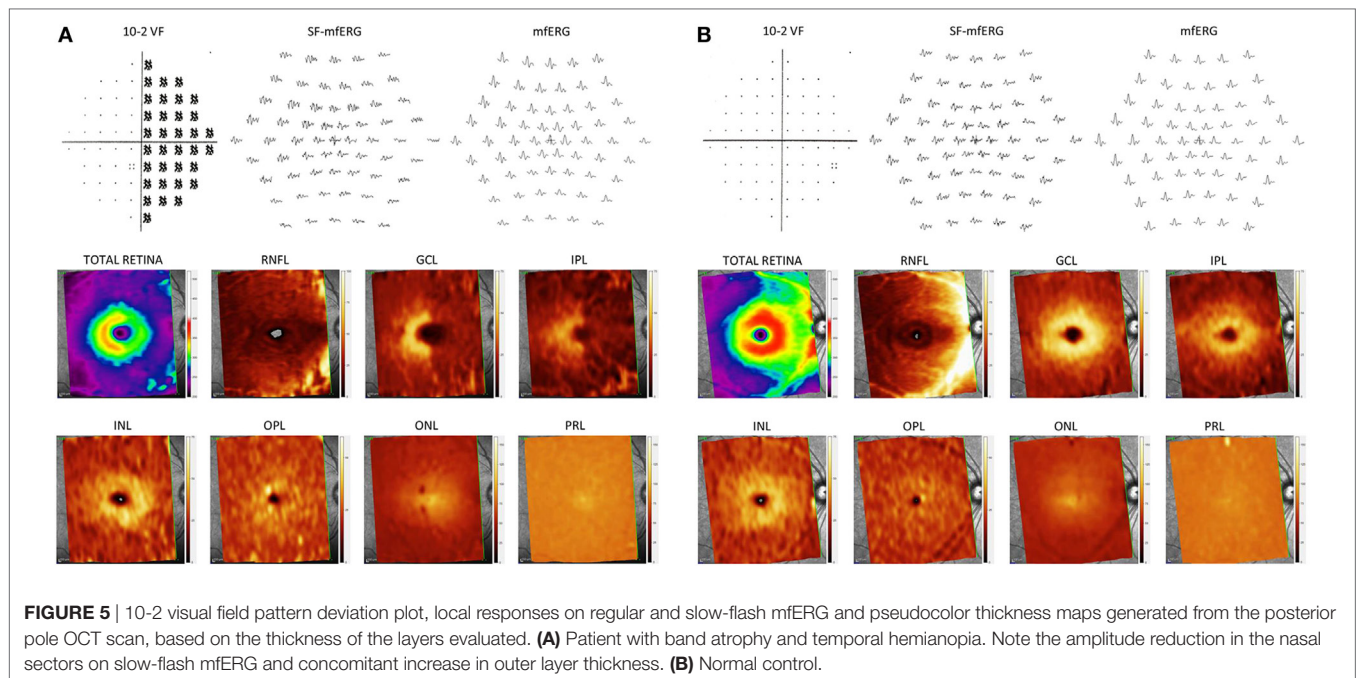 A
10-2 VF
SF-mfERG
mfERG
B
10-2 VF
SF-mfERG
mfERG
TOTAL RETINA
RNFL
GCL
IPL
TOTAL RETINA
RNFL
GCL
IPL
INL
OPL
ONL
PRL
INL
OPL
ONL
PRL
FIGURE 5 | 10-2 visual field pattern deviation plot, local responses on regular and slow-flash mfERG and pseudocolor thickness maps generated from the posterior
pole OCT scan, based on the thickness of the layers evaluated. (A) Patient with band atrophy and temporal hemianopia. Note the amplitude reduction in the nasal
sectors on slow-flash mfERG and concomitant increase in outer layer thickness. (B) Normal control.